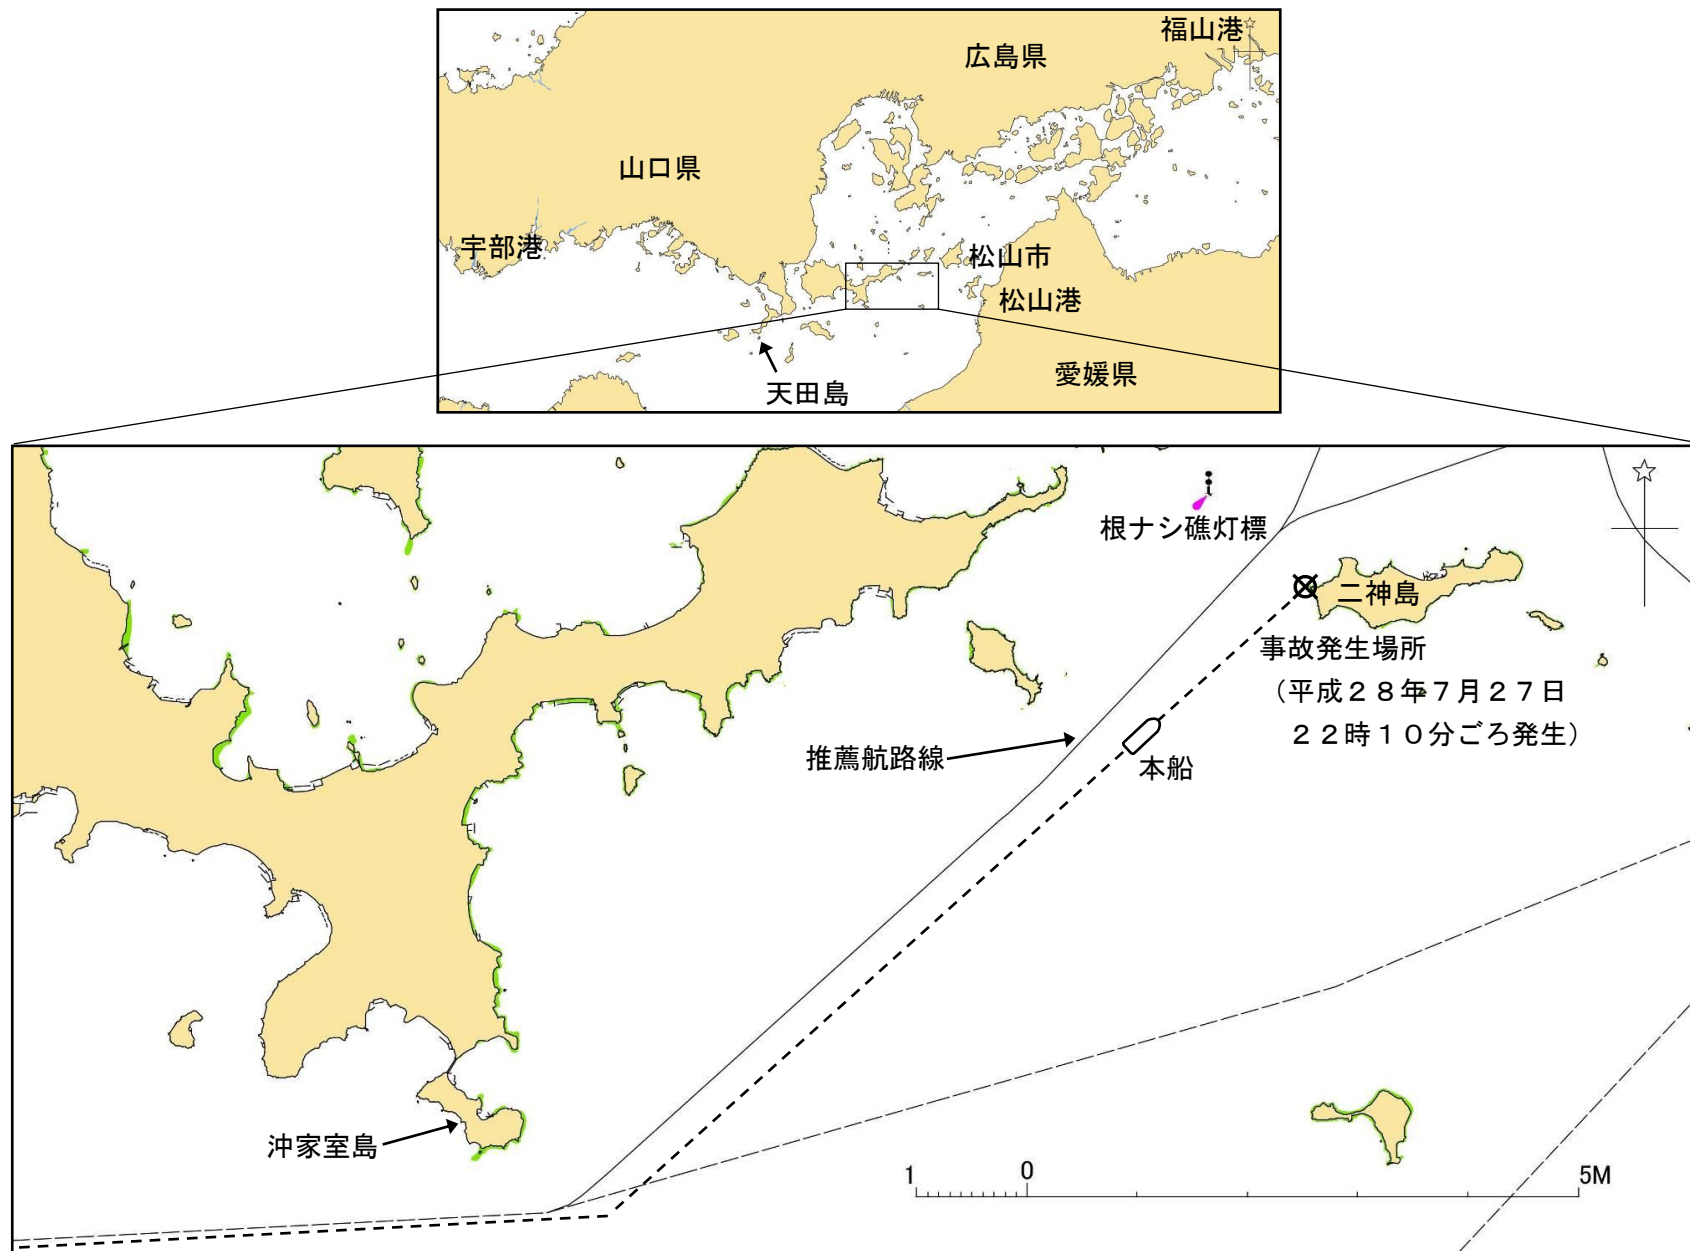 福山港
広島県
山口県
宇部港
松山市
松山港
愛媛県
天田島
根ナシ礁灯標
二神島
事故発生場所
（平成２８年７月２７日
２２時１０分ごろ発生）
推薦航路線
本船
沖家室島
1 0 5M